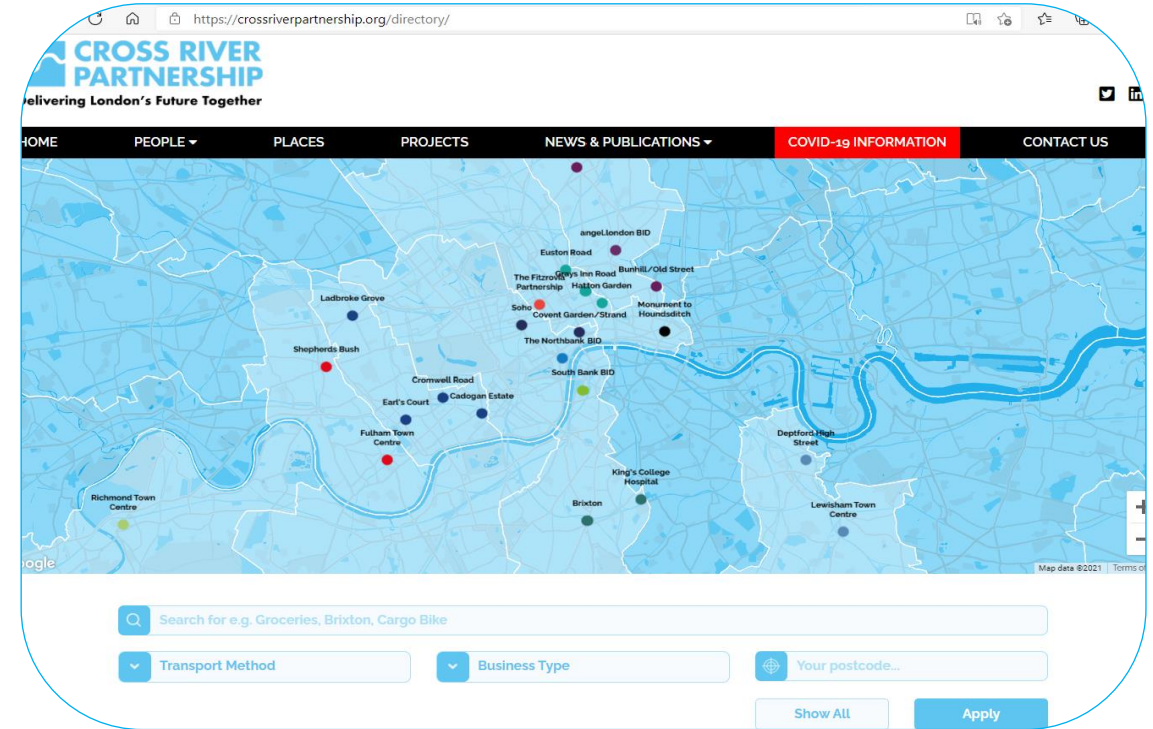 https://crossriverpartnership.org/directory/
CROSS RIVER
PARTNERSHIP
elivering London's Future Together
HOME PEOPLE PLACES PROJECTS NEWS & PUBLICATIONS COVID-19 INFORMATION CONTACT US
angel.london BID
Euston Road
Grays Inn Road
Bunhill/Old Street
The Fitzrovia
Partnership
Hatton Garden
Ladbroke Grove
Soho
Covent Garden/Strand
Monument to
Houndsditch
The Northbank BID
Shepherds Bush
South Bank BID
Cromwell Road
Earl's Court
Cadogan Estate
Fulham Town
Centre
Deptford High
Street
King's College
Hospital
Richmond Town
Centre
Brixton
Lewisham Town
Centre
oogle
Map data ©2021 Terms of
Search for e.g. Groceries, Brixton, Cargo Bike
Transport Method Business Type Your postcode...
Show All Apply